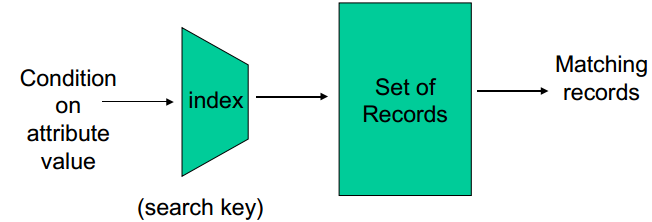 Condition
on
attribute
value
index
(search key)
Set of
Records
Matching
records